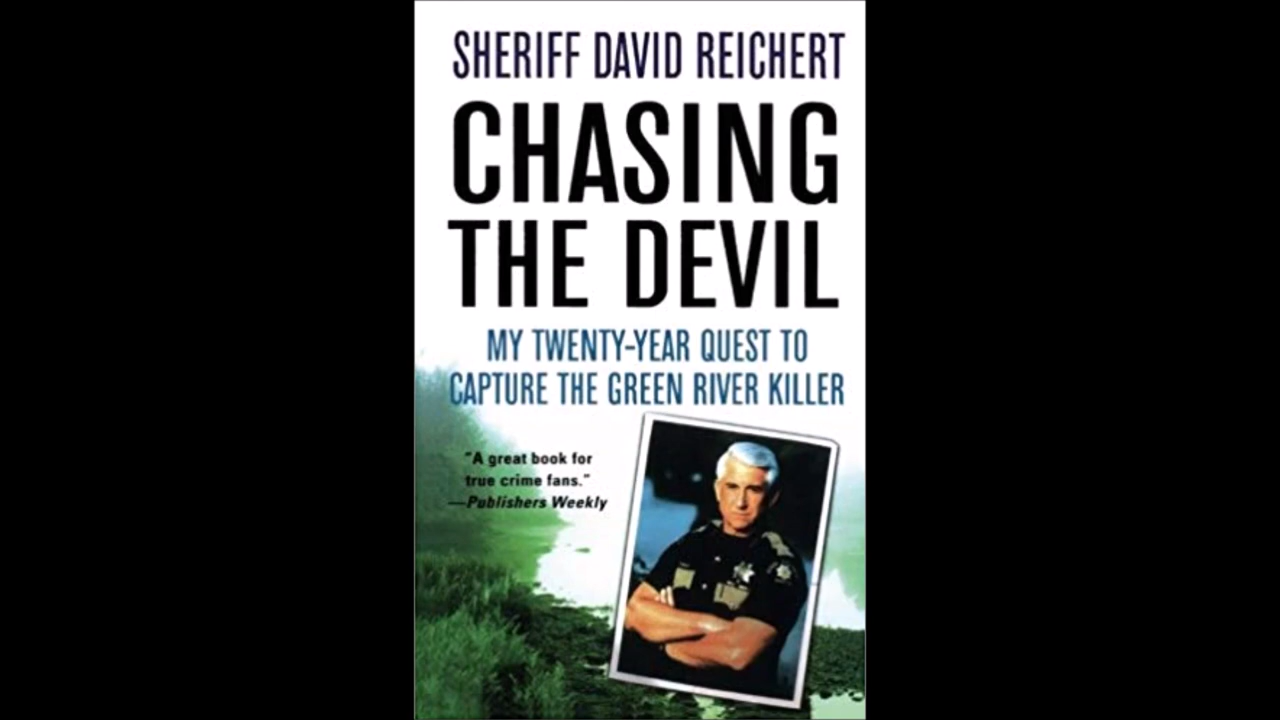 SHERIFF DAVID REICHERT
CHASING
THE DEVIL
MY TWENTY-YEAR QUEST TO
CAPTURE THE GREEN RIVER KILLER
"A great book for
true crime fans."
—Publishers Weekly